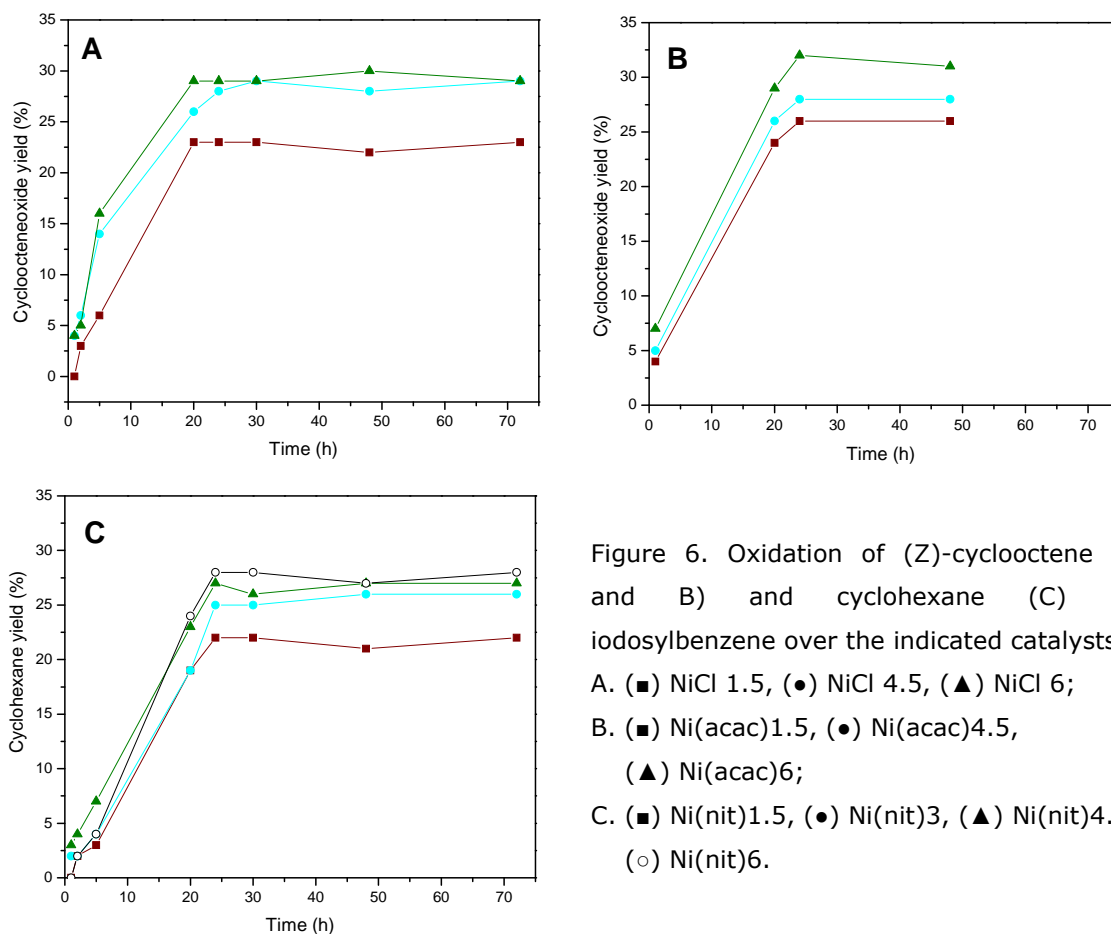 A
Cycloocteneoxide yield (%)
35
30
25
20
15
10
5
0
0 10 20 30 40 50 60 70
Time (h)
B
Cycloocteneoxide yield (%)
35
30
25
20
15
10
5
0
0 10 20 30 40 50 60 70
Time (h)
C
Cyclohexane yield (%)
35
30
25
20
15
10
5
0
0 10 20 30 40 50 60 70
Time (h)
Figure 6. Oxidation of (Z)-cyclooctene
and B) and cyclohexane (C)
iodosylbenzene over the indicated catalysts
A. (■) NiCl 1.5, (●) NiCl 4.5, (▲) NiCl 6;
B. (■) Ni(acac)1.5, (●) Ni(acac)4.5,
(▲) Ni(acac)6;
C. (■) Ni(nit)1.5, (●) Ni(nit)3, (▲) Ni(nit)4.
(○) Ni(nit)6.